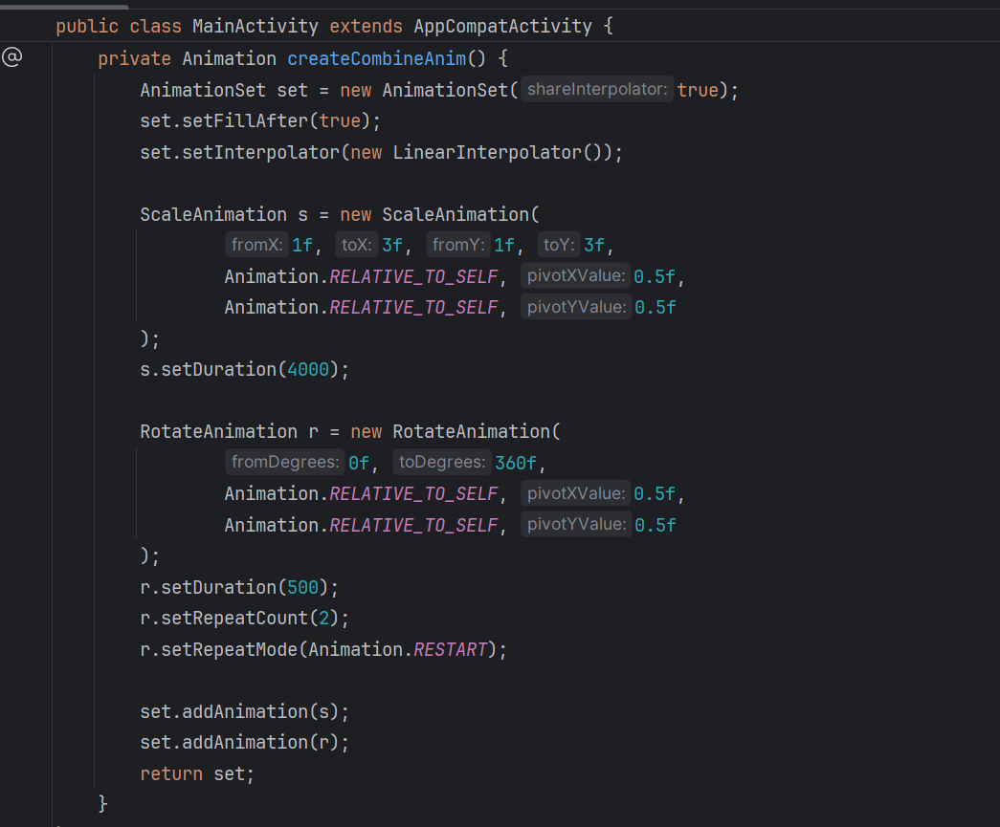 public class MainActivity extends AppCompatActivity {
private Animation createCombineAnim() {
AnimationSet set = new AnimationSet( shareInterpolator: true);
set.setFillAfter(true);
set.setInterpolator(new LinearInterpolator());
ScaleAnimation s = new ScaleAnimation(
fromX: 1f, toX: 3f, fromY: 1f, toY: 3f,
Animation.RELATIVE_TO_SELF, pivotXValue: 0.5f,
Animation.RELATIVE_TO_SELF, pivotYValue: 0.5f
);
s.setDuration(4000);
RotateAnimation r = new RotateAnimation(
fromDegrees: 0f, toDegrees: 360f,
Animation.RELATIVE_TO_SELF, pivotXValue: 0.5f,
Animation.RELATIVE_TO_SELF, pivotYValue: 0.5f
);
r.setDuration(500);
r.setRepeatCount(2);
r.setRepeatMode(Animation.RESTART);
set.addAnimation(s);
set.addAnimation(r);
return set;
}